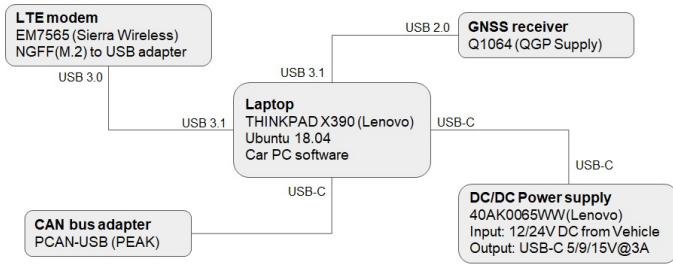 LTE modem
EM7565 (Sierra Wireless)
NGFF(M.2) to USB adapter
USB 3.0
USB 2.0
GNSS receiver
Q1064 (QGP Supply)
USB 3.1
USB 3.1
Laptop
THINKPAD X390 (Lenovo)
Ubuntu 18.04
Car PC software
USB-C
USB-C
USB-C
CAN bus adapter
PCAN-USB (PEAK)
DC/DC Power supply
40AK0065WW(Lenovo)
Input: 12/24V DC from Vehicle
Output: USB-C 5/9/15V@3A